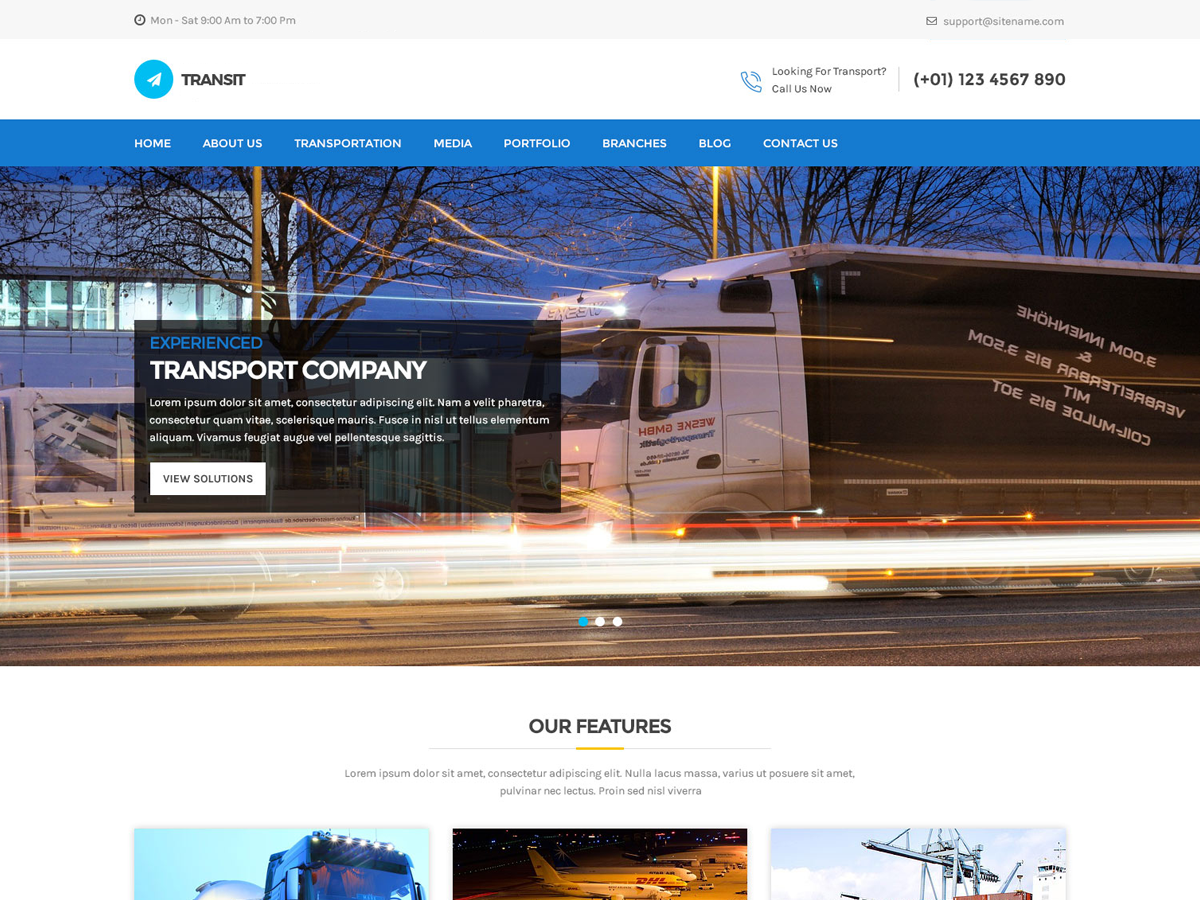 Mon - Sat 9:00 Am to 7:00 Pm
support@sitename.com
TRANSIT
Looking For Transport?
Call Us Now
(+01) 123 4567 890
HOME ABOUT US TRANSPORTATION MEDIA PORTFOLIO BRANCHES BLOG CONTACT US
EXPERIENCED
TRANSPORT COMPANY
Lorem ipsum dolor sit amet, consectetur adipiscing elit. Nam a velit pharetra,
consectetur quam vitae, scelerisque mauris. Fusce in nisl ut tellus elementum
aliquam. Vivamus feugiat augue vel pellentesque sagittis.
VIEW SOLUTIONS
3.00M INNENHÖHE
&
VERBREITERBAR BIS 3.50M
MIT
COIL-MULDE BIS 30T
WESKE GMBH
Transportlogistik
OUR FEATURES
Lorem ipsum dolor sit amet, consectetur adipiscing elit. Nulla lacus massa, varius ut posuere sit amet,
pulvinar nec lectus. Proin sed nisl viverra
DHL